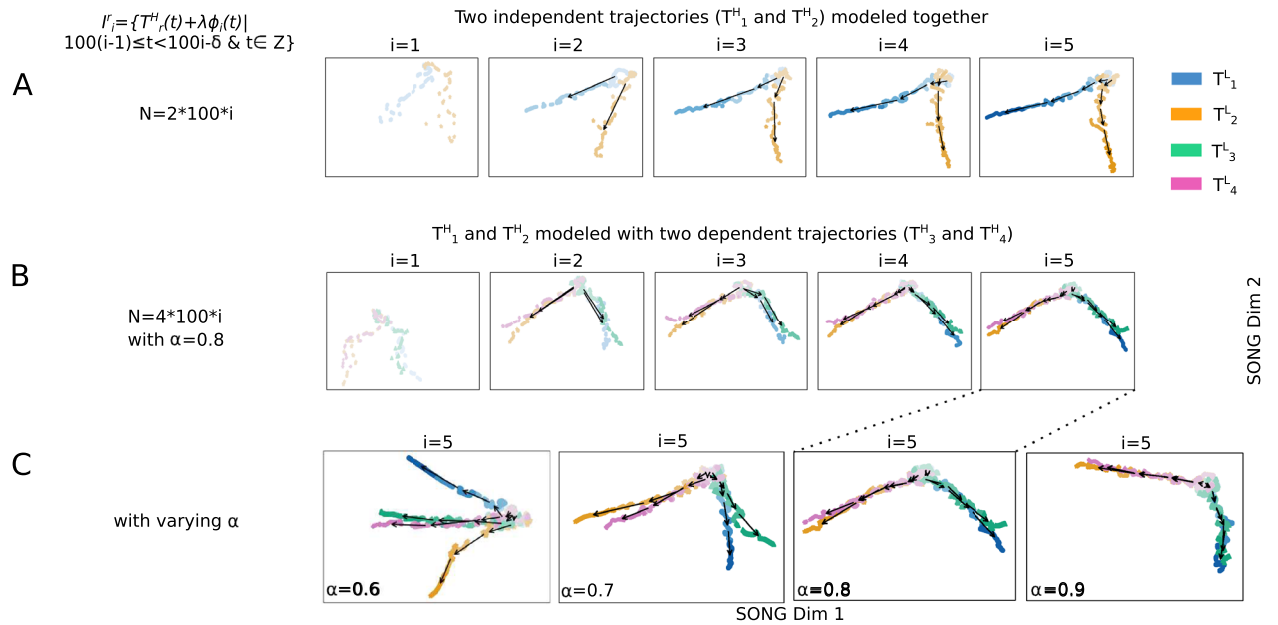 I^r_i={T^H_r(t)+λϕ_i(t)|
100(i-1)≤t<100i-δ & t∈ Z}
Two independent trajectories (T^H_1 and T^H_2) modeled together
i=1 i=2 i=3 i=4 i=5
A
N=2*100*i
T^L_1
T^L_2
T^L_3
T^L_4
T^H_1 and T^H_2 modeled with two dependent trajectories (T^H_3 and T^H_4)
i=1 i=2 i=3 i=4 i=5
B
N=4*100*i
with α=0.8
SONG Dim 2
i=5 i=5 i=5 i=5
C
with varying α
α=0.6 α=0.7 α=0.8 α=0.9
SONG Dim 1